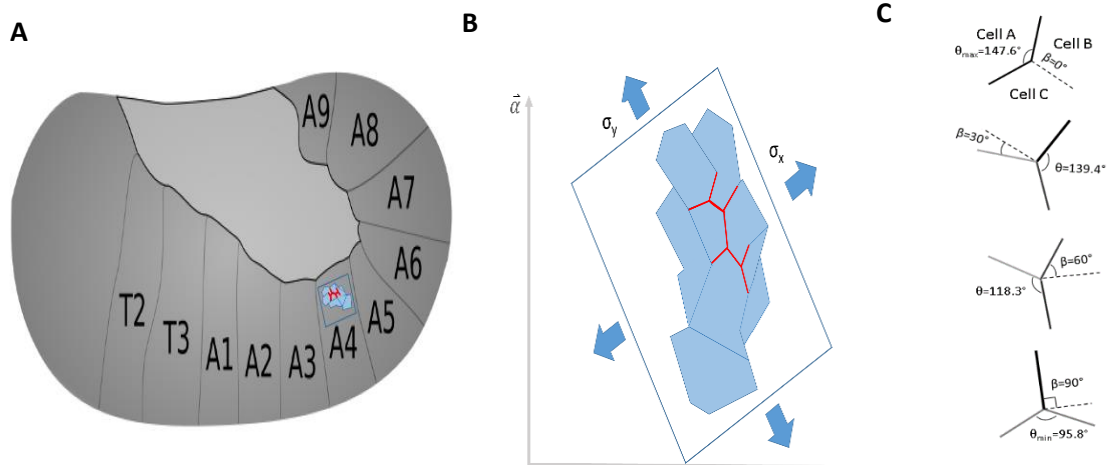 A
A9
A8
A7
A6
A5
A4
A3
A2
A1
T3
T2
B
α⃗
σy
σx
C
Cell A
Cell B
θmax=147.6°
β=0°
Cell C
β=30°
θ=139.4°
β=60°
θ=118.3°
β=90°
θmin=95.8°